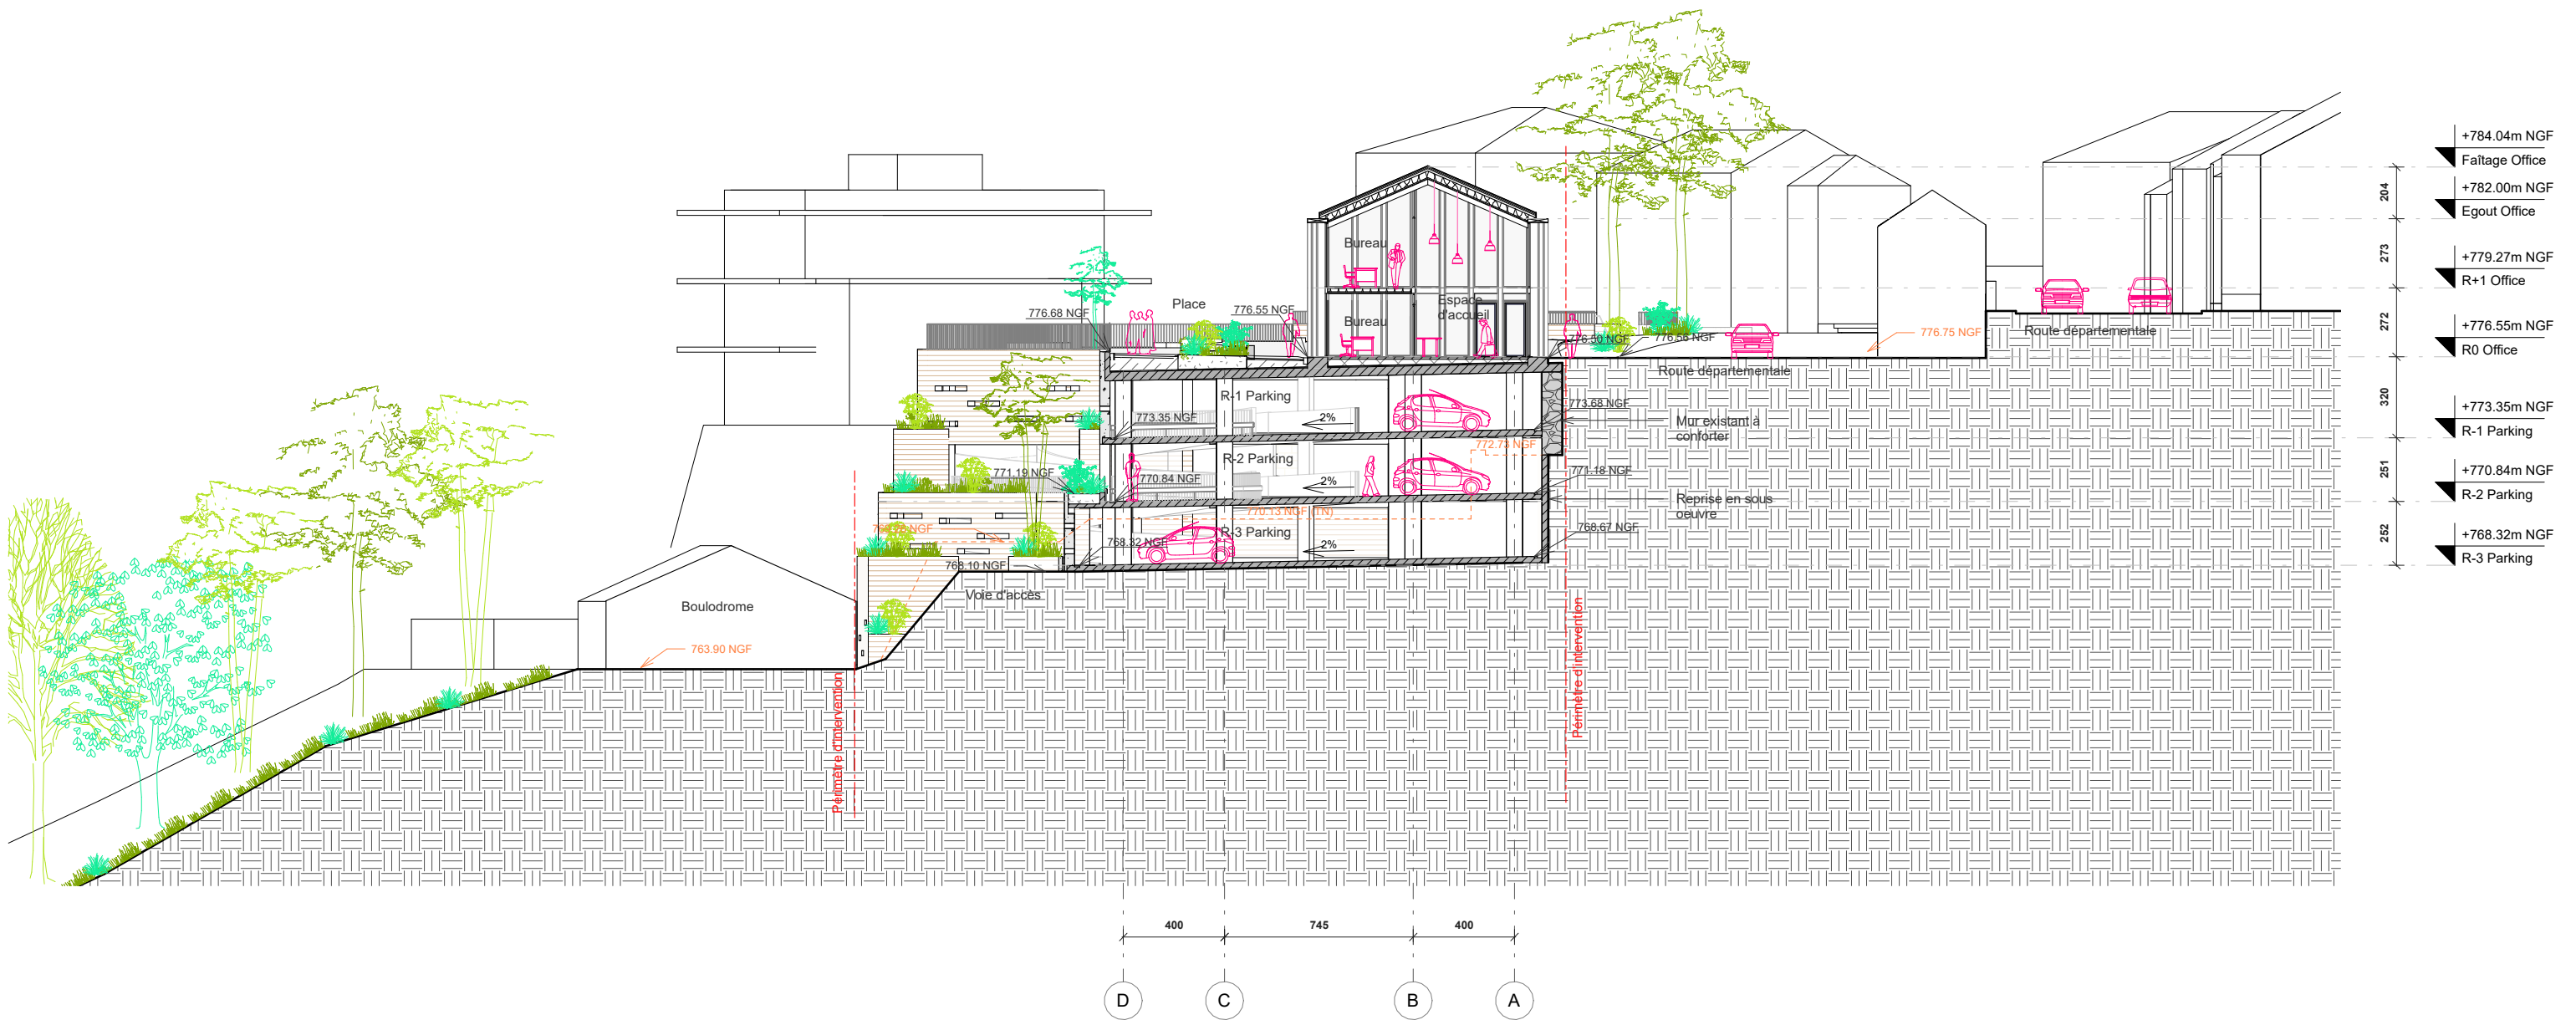 +784.04m NGF
Faîtage Office
204
+782.00m NGF
Egout Office
273
+779.27m NGF
R+1 Office
272
+776.55m NGF
R0 Office
320
+773.35m NGF
R-1 Parking
251
+770.84m NGF
R-2 Parking
252
+768.32m NGF
R-3 Parking
Bureau
Place
776.68 NGF
776.55 NGF
Bureau
Espace
d'accueil
776.50 NGF
776.56 NGF
776.75 NGF
Route départementale
Route départementale
R-1 Parking
773.35 NGF
2%
773.68 NGF
Mur existant à
conforter
772.73 NGF
R-2 Parking
771.19 NGF
770.84 NGF
2%
771.18 NGF
Reprise en sous
oeuvre
770.13 NGF (TN)
R-3 Parking
768.32 NGF
2%
768.67 NGF
768.10 NGF
Voie d'accès
Boulodrome
763.90 NGF
Périmètre d'intervention
Périmètre d'intervention
400
745
400
D
C
B
A